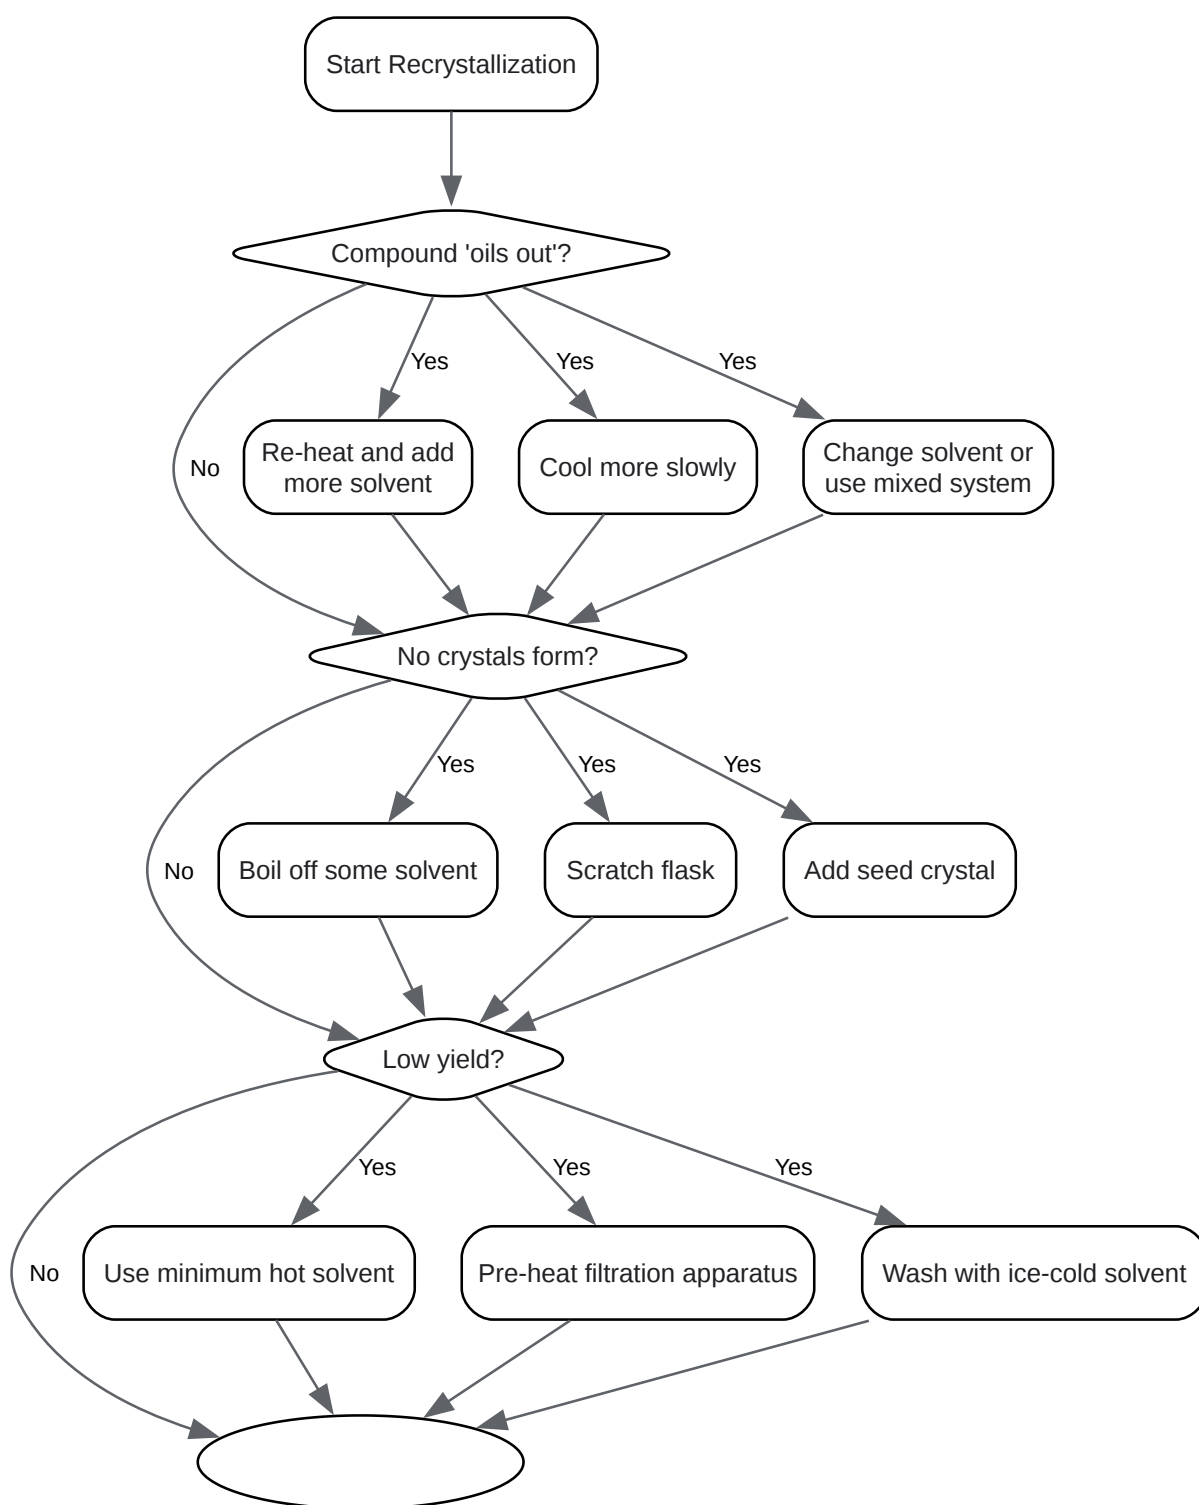 Start Recrystallization
Compound 'oils out'?
Yes
Yes
Yes
No
Re-heat and add
more solvent
Cool more slowly
Change solvent or
use mixed system
No crystals form?
Yes
Yes
Yes
No
Boil off some solvent
Scratch flask
Add seed crystal
Low yield?
Yes
Yes
Yes
No
Use minimum hot solvent
Pre-heat filtration apparatus
Wash with ice-cold solvent